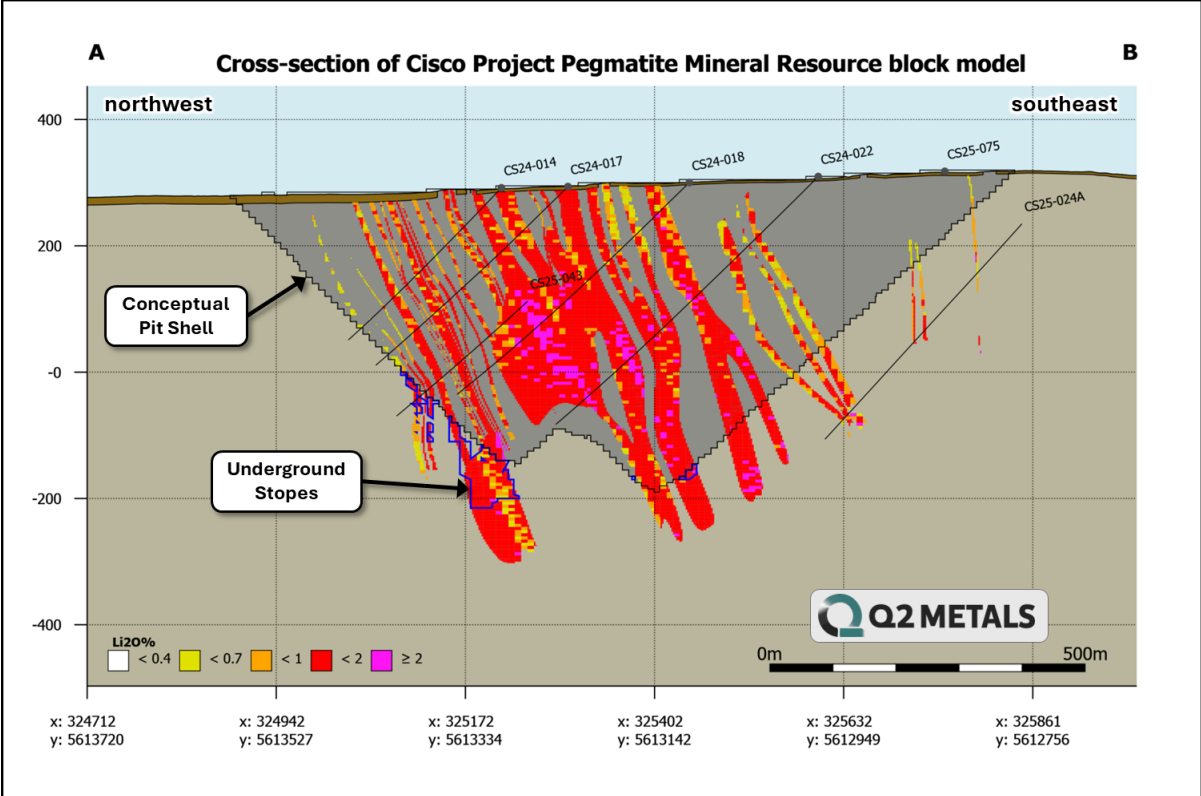 A
B
Cross-section of Cisco Project Pegmatite Mineral Resource block model
northwest
southeast
400
200
-0
-200
-400
CS24-014
CS24-017
CS24-018
CS24-022
CS25-075
CS25-024A
CS25-043
Conceptual
Pit Shell
Underground
Stopes
Q2 METALS
Li2O%
< 0.4
< 0.7
< 1
< 2
≥ 2
0m
500m
x: 324712
y: 5613720
x: 324942
y: 5613527
x: 325172
y: 5613334
x: 325402
y: 5613142
x: 325632
y: 5612949
x: 325861
y: 5612756